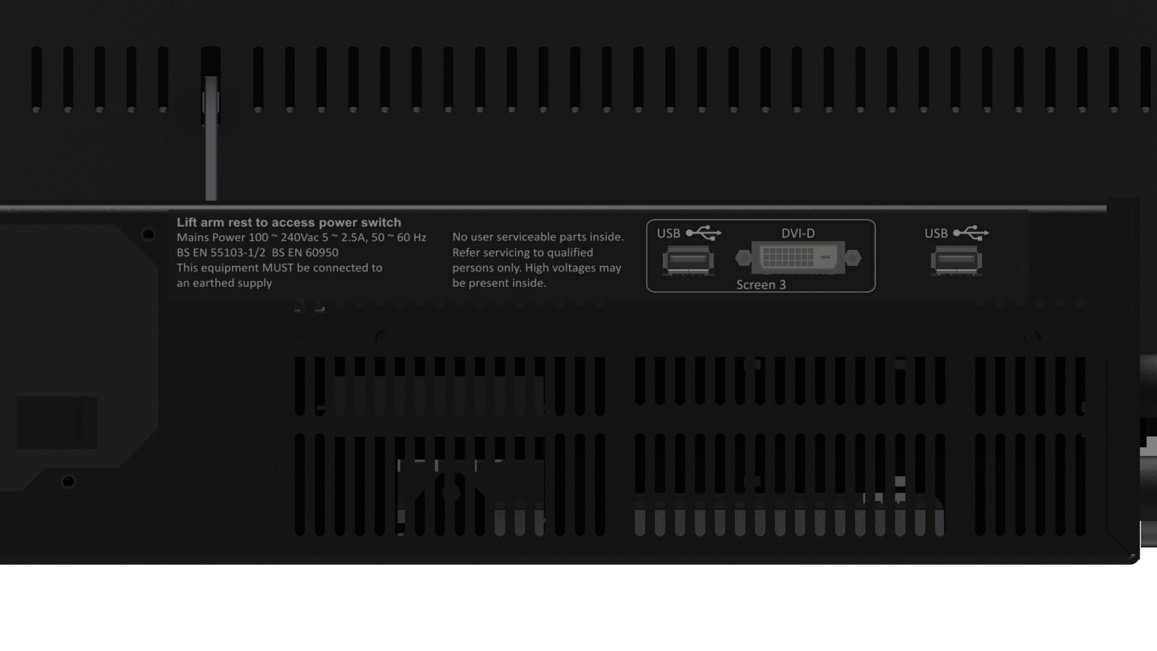 Lift arm rest to access power switch
Mains Power 100 ~ 240Vac 5 ~ 2.5A, 50 ~ 60 Hz
BS EN 55103-1/2 BS EN 60950
This equipment MUST be connected to
an earthed supply
No user serviceable parts inside.
Refer servicing to qualified
persons only. High voltages may
be present inside.
USB
DVI-D
Screen 3
USB